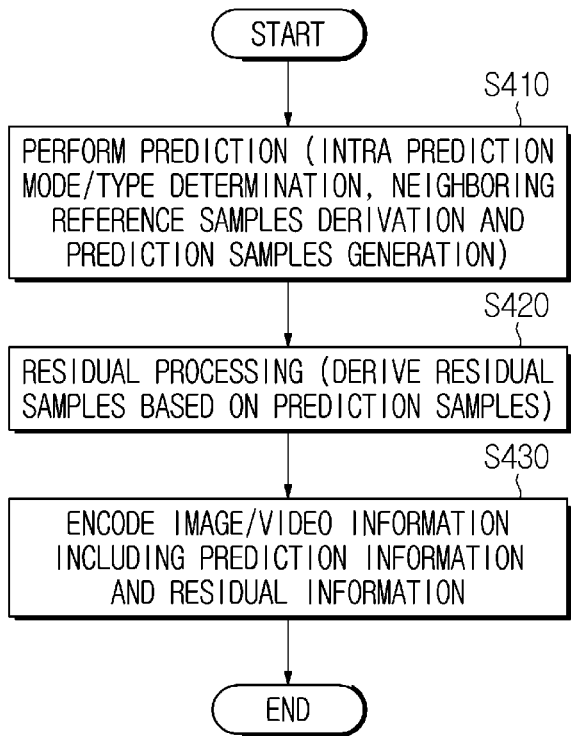 START
S410
PERFORM PREDICTION (INTRA PREDICTION
MODE/TYPE DETERMINATION, NEIGHBORING
REFERENCE SAMPLES DERIVATION AND
PREDICTION SAMPLES GENERATION)
S420
RESIDUAL PROCESSING (DERIVE RESIDUAL
SAMPLES BASED ON PREDICTION SAMPLES)
S430
ENCODE IMAGE/VIDEO INFORMATION
INCLUDING PREDICTION INFORMATION
AND RESIDUAL INFORMATION
END